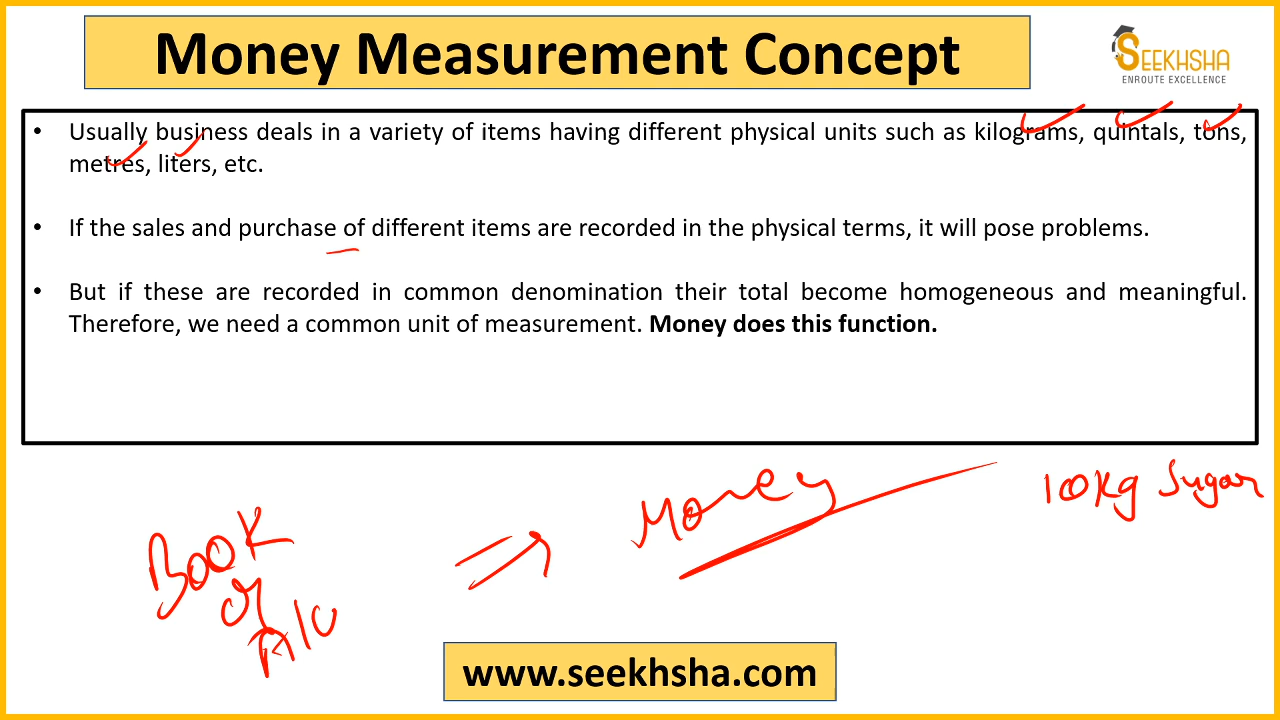 Money Measurement Concept
SEEKHSHA
ENROUTE EXCELLENCE
• Usually business deals in a variety of items having different physical units such as kilograms, quintals, tons,
metres, liters, etc.
• If the sales and purchase of different items are recorded in the physical terms, it will pose problems.
• But if these are recorded in common denomination their total become homogeneous and meaningful.
Therefore, we need a common unit of measurement. Money does this function.
Money
10Kg Sugar
Book
of
A/C
www.seekhsha.com